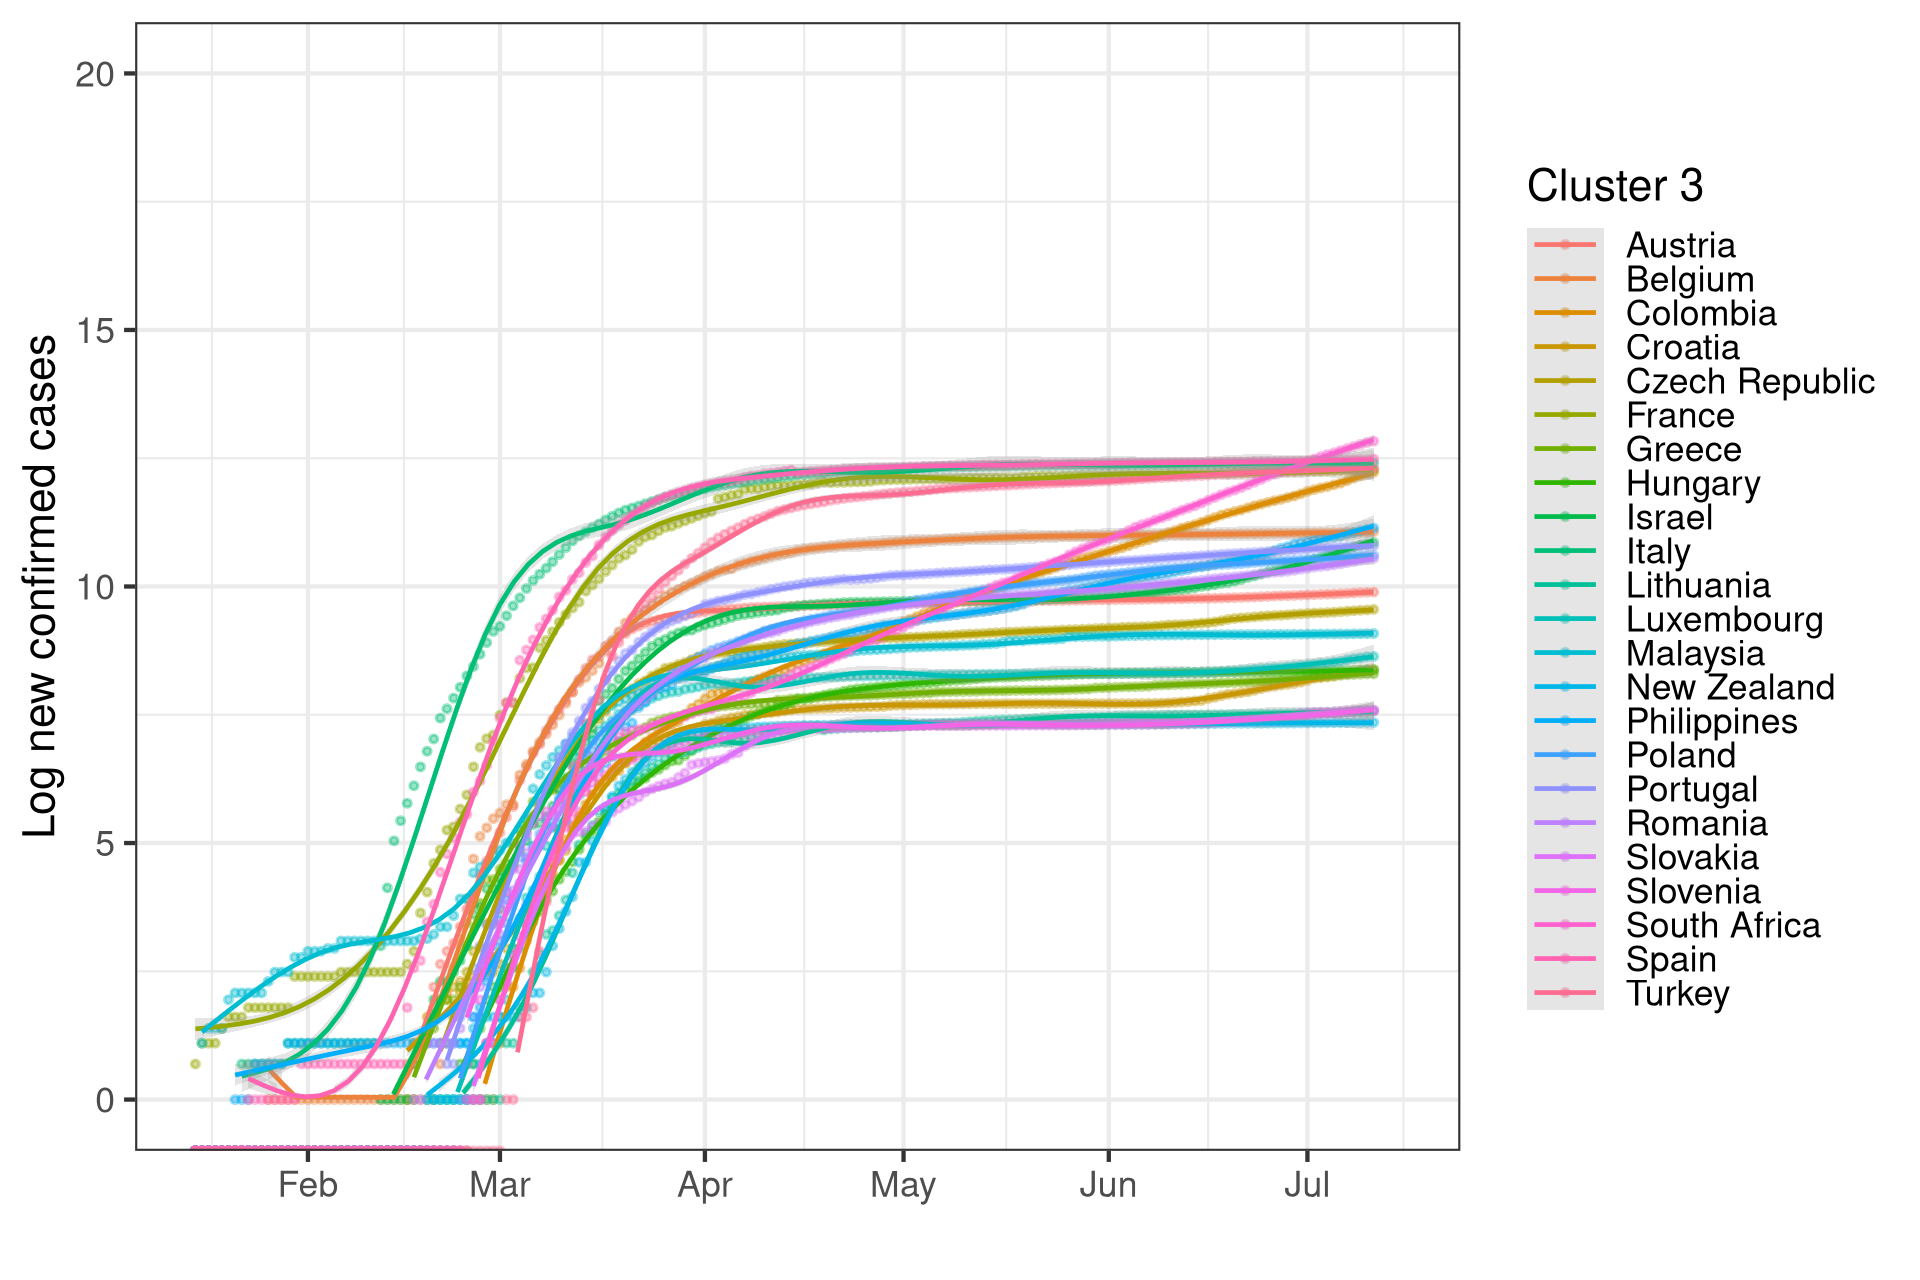 Log new confirmed cases
20
15
10
5
0
Feb Mar Apr May Jun Jul
Cluster 3
Austria
Belgium
Colombia
Croatia
Czech Republic
France
Greece
Hungary
Israel
Italy
Lithuania
Luxembourg
Malaysia
New Zealand
Philippines
Poland
Portugal
Romania
Slovakia
Slovenia
South Africa
Spain
Turkey